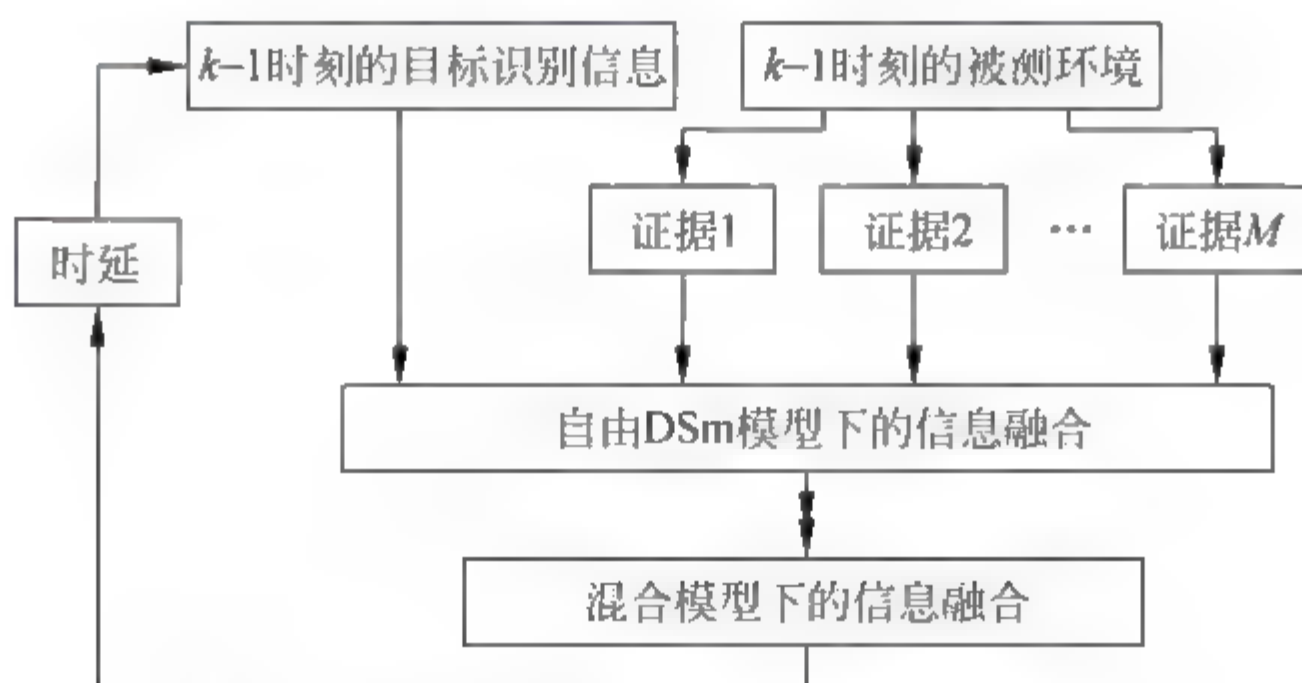 k–1时刻的目标识别信息
k–1时刻的被测环境
证据1
证据2
…
证据M
时延
自由DSm模型下的信息融合
混合模型下的信息融合